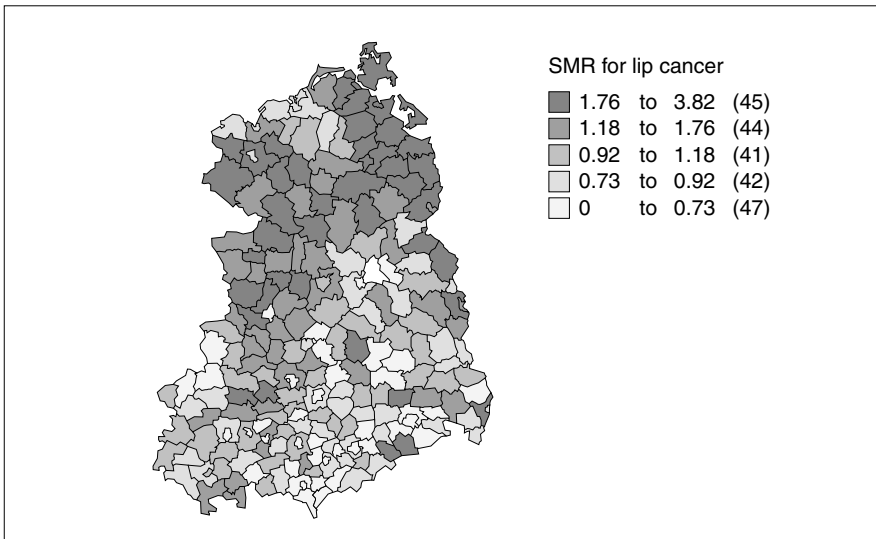 SMR for lip cancer
1.76 to 3.82 (45)
1.18 to 1.76 (44)
0.92 to 1.18 (41)
0.73 to 0.92 (42)
0 to 0.73 (47)